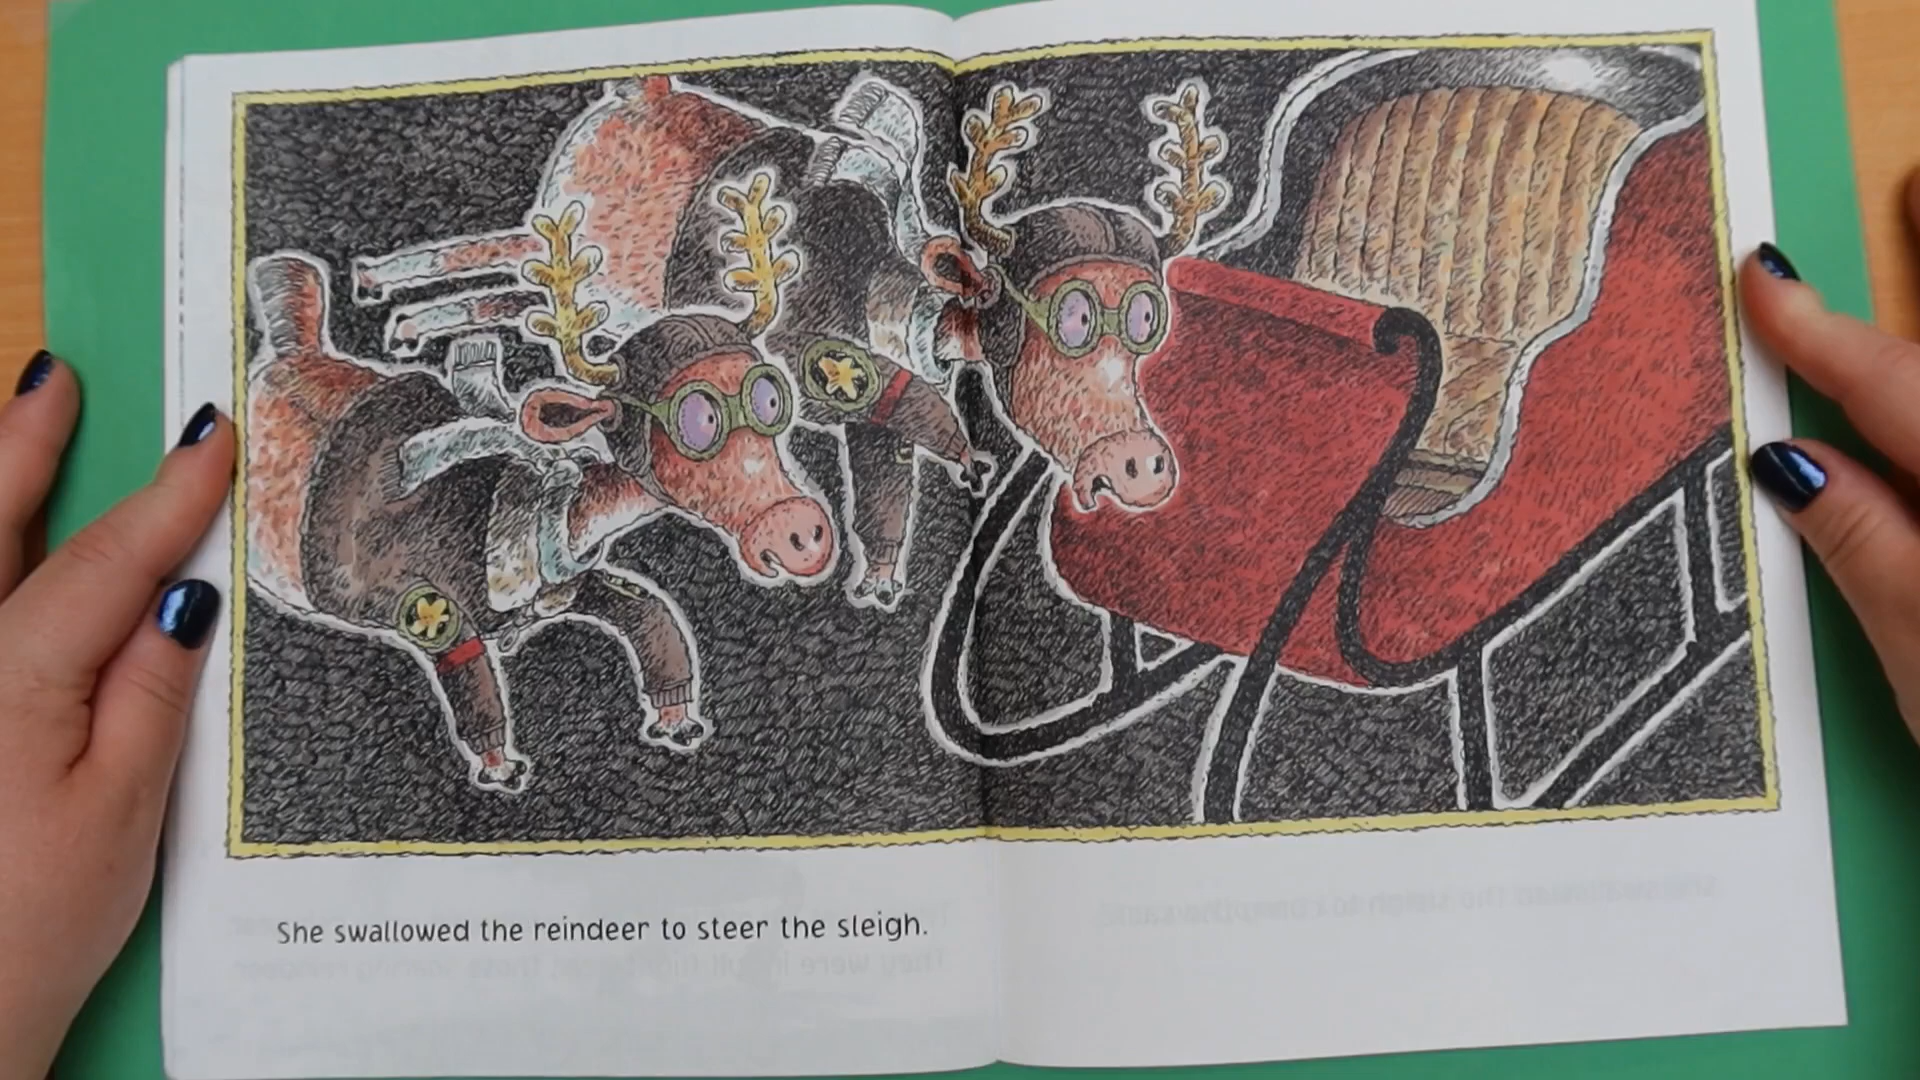 She swallowed the reindeer to steer the sleigh.